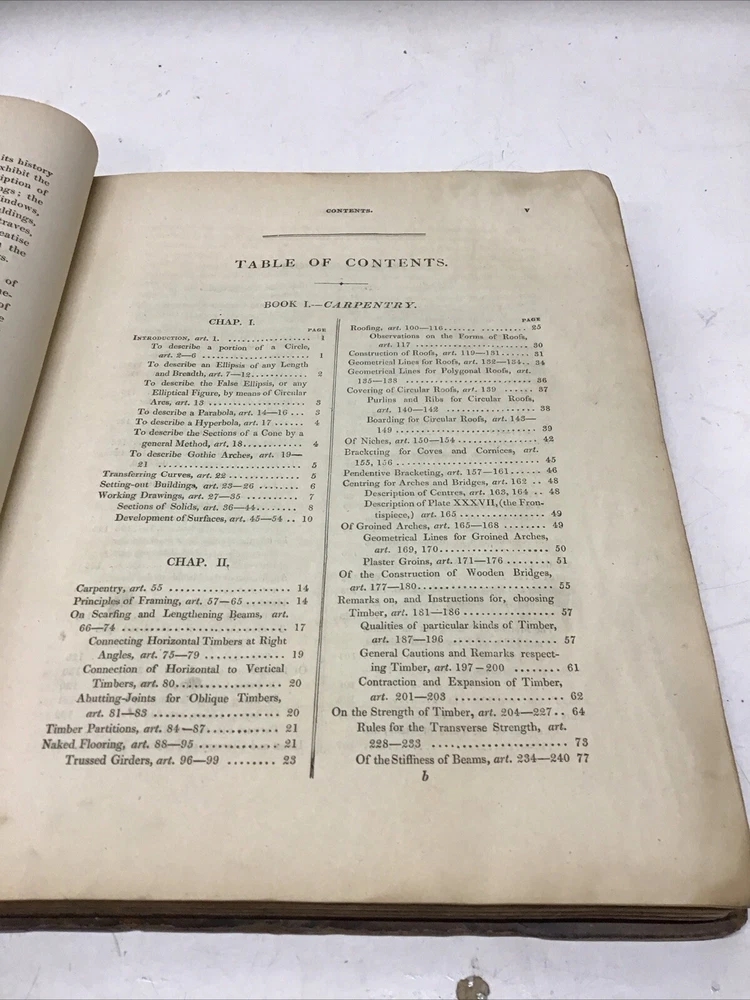 its history
xhibit the
iption of
ngs; the
indows,
ildings,
traves,
eatise
the
s.
of
ne-
of
e
CONTENTS. v
TABLE OF CONTENTS.
BOOK I.—CARPENTRY.
CHAP. I.
PAGE
INTRODUCTION, art. 1. .................. 1
To describe a portion of a Circle,
art. 2—6 ........................ 1
To describe an Ellipsis of any Length
and Breadth, art. 7—12........... 2
To describe the False Ellipsis, or any
Elliptical Figure, by means of Circular
Arcs, art. 13 ...................... 3
To describe a Parabola, art. 14—16 ... 3
To describe a Hyperbola, art. 17 ...... 4
To describe the Sections of a Cone by a
general Method, art. 18............ 4
To describe Gothic Arches, art. 19—
21 .................................. 5
Transferring Curves, art. 22 .............. 5
Setting-out Buildings, art. 23—26 ........ 6
Working Drawings, art. 27—35 .......... 7
Sections of Solids, art. 36—44........ 8
Development of Surfaces, art. 45—54 .. 10
CHAP. II.
Carpentry, art. 55 ...................... 14
Principles of Framing, art. 57—65 ........ 14
On Scarfing and Lengthening Beams, art.
66—74 .............................. 17
Connecting Horizontal Timbers at Right
Angles, art. 75—79 .............. 19
Connection of Horizontal to Vertical
Timbers, art. 80................... 20
Abutting-Joints for Oblique Timbers,
art. 81—83 ...................... 20
Timber Partitions, art. 84—87............ 21
Naked Flooring, art. 88—95 .............. 21
Trussed Girders, art. 96—99 ........ 23
PAGE
Roofing, art. 100—116.................. 25
Observations on the Forms of Roofs,
art. 117 ........................ 30
Construction of Roofs, art. 119—131...... 31
Geometrical Lines for Roofs, art. 132—134.. 34
Geometrical Lines for Polygonal Roofs, art.
135—138 ........................ 36
Covering of Circular Roofs, art. 139 ...... 37
Purlins and Ribs for Circular Roofs,
art. 140—142 .................... 38
Boarding for Circular Roofs, art. 143—
149 .............................. 39
Of Niches, art. 150—154 ................ 42
Bracketing for Coves and Cornices, art.
155, 156 .......................... 45
Pendentive Bracketing, art. 157—161...... 46
Centring for Arches and Bridges, art. 162 .. 48
Description of Centres, art. 163, 164 .. 48
Description of Plate XXXVII, (the Fron-
tispiece,) art. 165 ................ 49
Of Groined Arches, art. 165—168 ........ 49
Geometrical Lines for Groined Arches,
art. 169, 170..................... 50
Plaster Groins, art. 171—176 ........ 51
Of the Construction of Wooden Bridges,
art. 177—180........................ 55
Remarks on, and Instructions for, choosing
Timber, art. 181—186 ................ 57
Qualities of particular kinds of Timber,
art. 187—196 .................. 57
General Cautions and Remarks respect-
ing Timber, art. 197—200 ........ 61
Contraction and Expansion of Timber,
art. 201—203 .................. 62
On the Strength of Timber, art. 204—227.. 64
Rules for the Transverse Strength, art.
228—233 ...................... 73
Of the Stiffness of Beams, art. 234—240 77
b